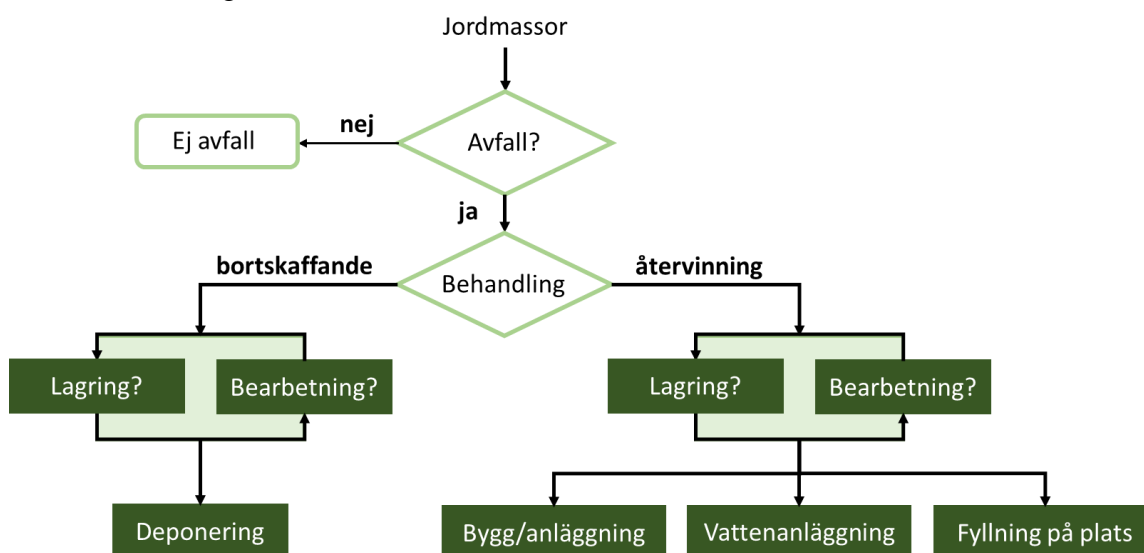 Jordmassor
Avfall?
nej
Ej avfall
ja
Behandling
bortskaffande
återvinning
Lagring?
Bearbetning?
Lagring?
Bearbetning?
Deponering
Bygg/anläggning
Vattenanläggning
Fyllning på plats